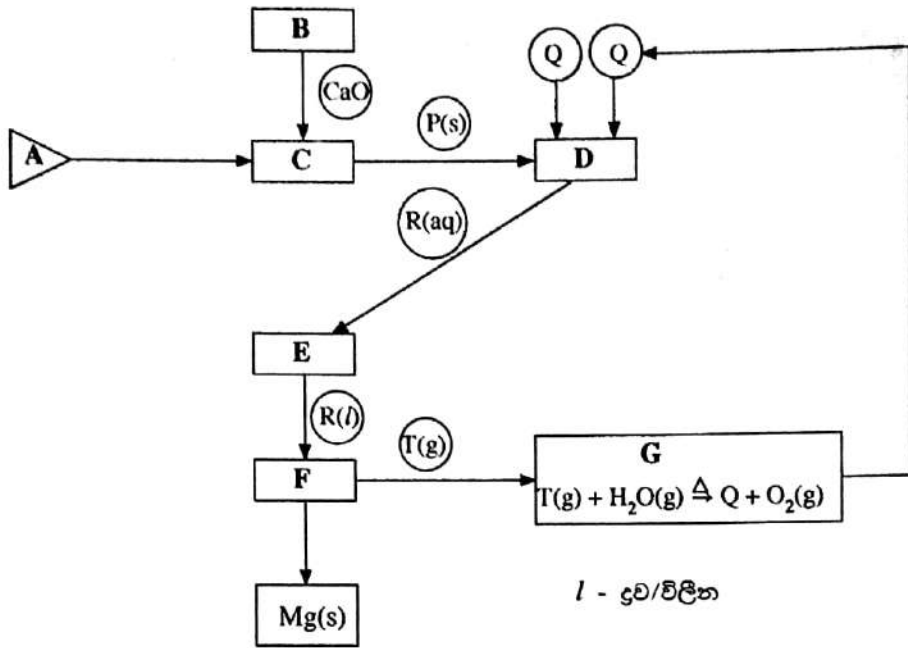 B
Q Q
CaO
P(s)
A
C
D
R(aq)
E
R(l)
T(g)
G
F
T(g) + H₂O(g) ≜ Q + O₂(g)
l - ද්‍රව/විලීන
Mg(s)